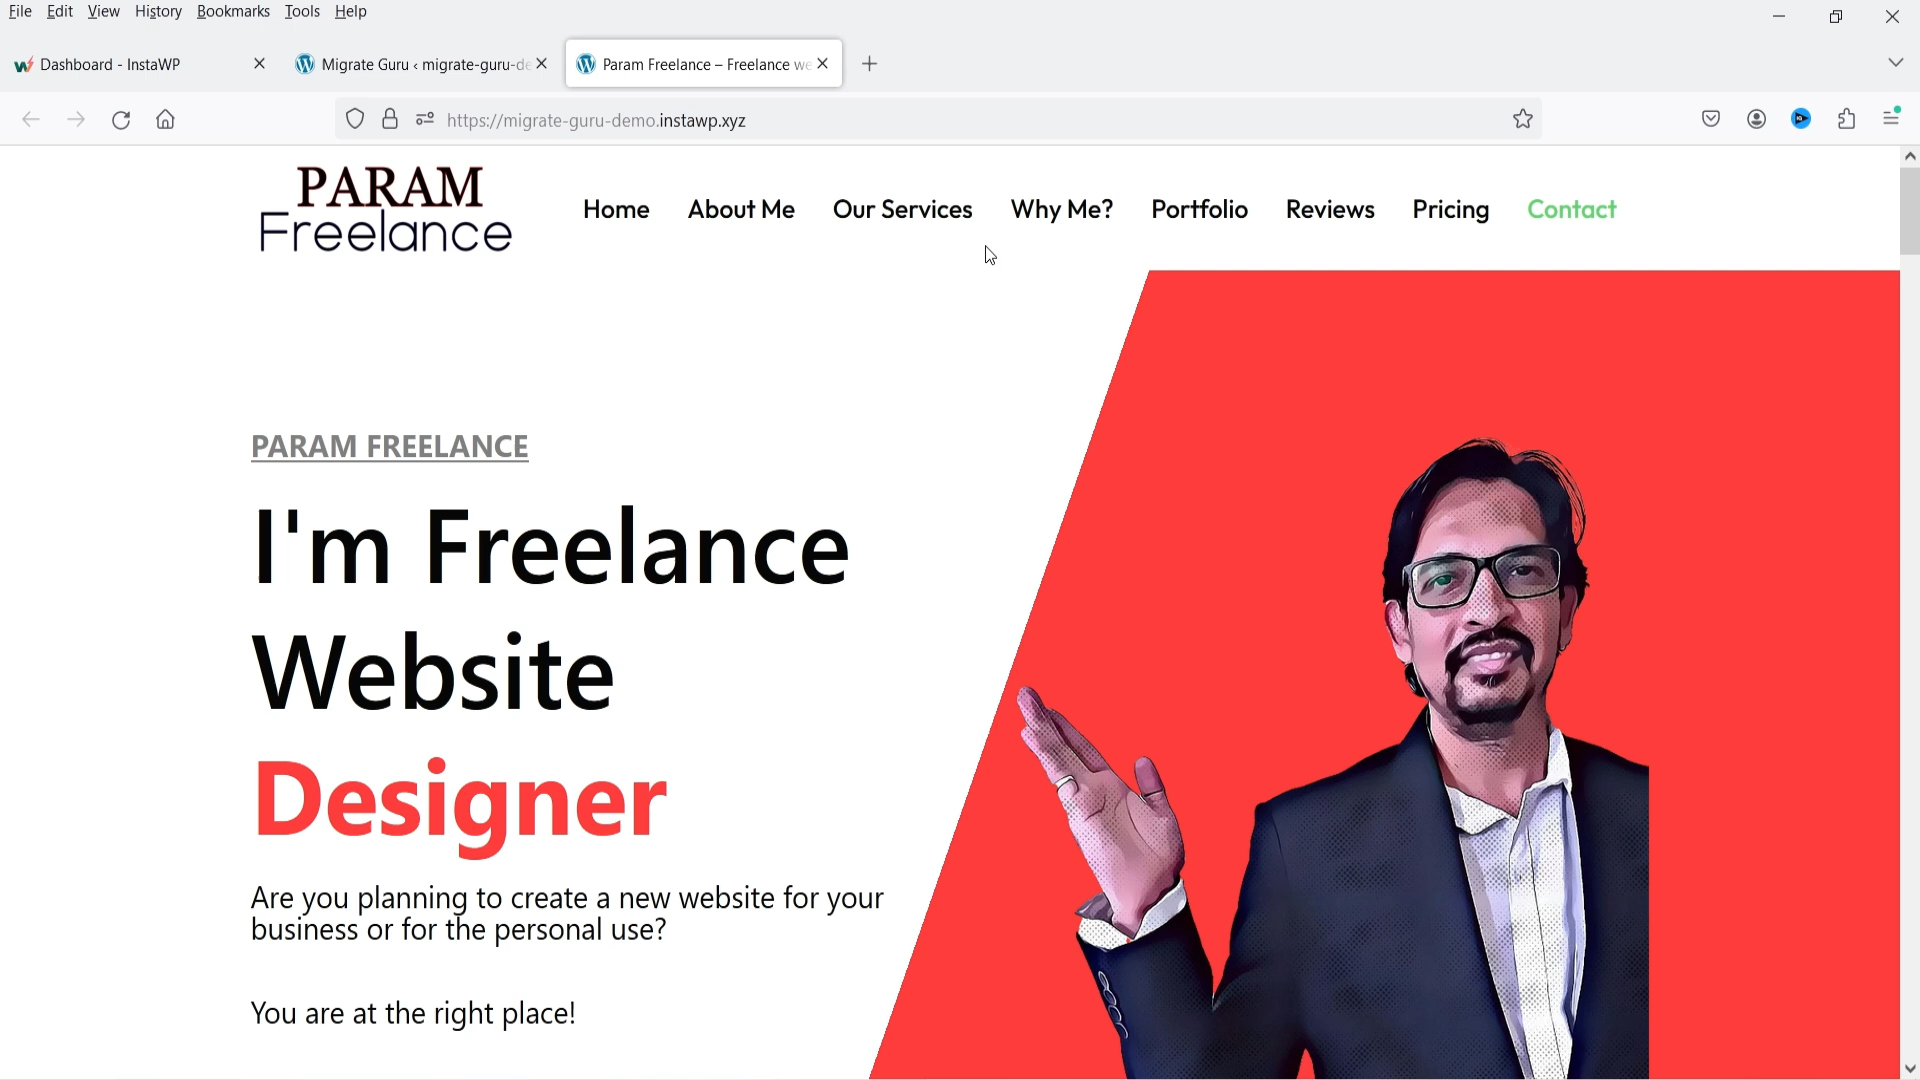 File Edit View History Bookmarks Tools Help
Dashboard - InstaWP
Migrate Guru ‹ migrate-guru-de
Param Freelance – Freelance we
https://migrate-guru-demo.instawp.xyz
PARAM
Freelance
Home About Me Our Services Why Me? Portfolio Reviews Pricing Contact
PARAM FREELANCE
I'm Freelance
Website
Designer
Are you planning to create a new website for your
business or for the personal use?
You are at the right place!